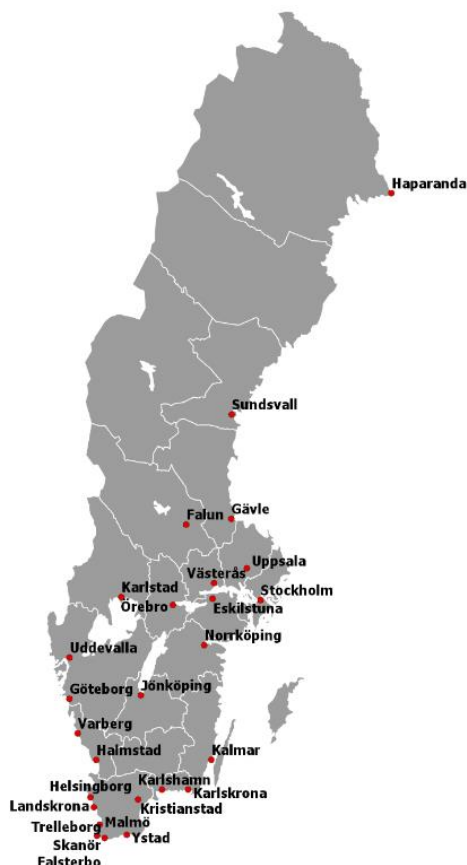 Haparanda
Sundsvall
Falun
Gävle
Uppsala
Västerås
Karlstad
Stockholm
Örebro
Eskilstuna
Norrköping
Uddevalla
Göteborg
Jönköping
Varberg
Halmstad
Kalmar
Helsingborg
Karlshamn
Karlskrona
Landskrona
Kristianstad
Trelleborg
Malmö
Skanör
Ystad
Falsterbo